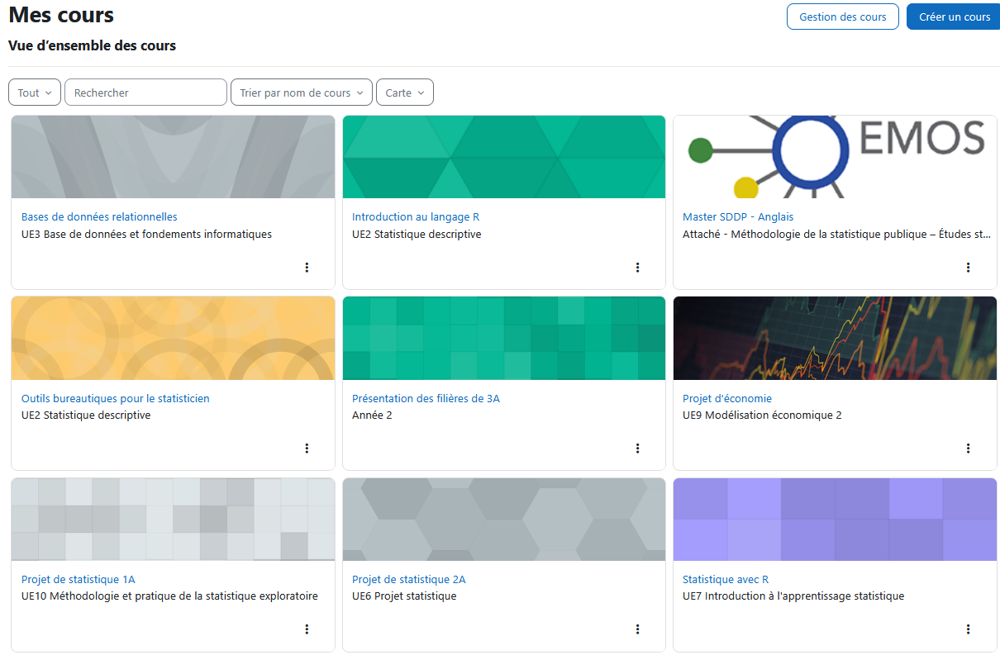 Mes cours
Gestion des cours
Créer un cours
Vue d’ensemble des cours
Tout
Rechercher
Trier par nom de cours
Carte
EMOS
Bases de données relationnelles
UE3 Base de données et fondements informatiques
Introduction au langage R
UE2 Statistique descriptive
Master SDDP - Anglais
Attaché - Méthodologie de la statistique publique – Études st...
Outils bureautiques pour le statisticien
UE2 Statistique descriptive
Présentation des filières de 3A
Année 2
Projet d'économie
UE9 Modélisation économique 2
Projet de statistique 1A
UE10 Méthodologie et pratique de la statistique exploratoire
Projet de statistique 2A
UE6 Projet statistique
Statistique avec R
UE7 Introduction à l'apprentissage statistique